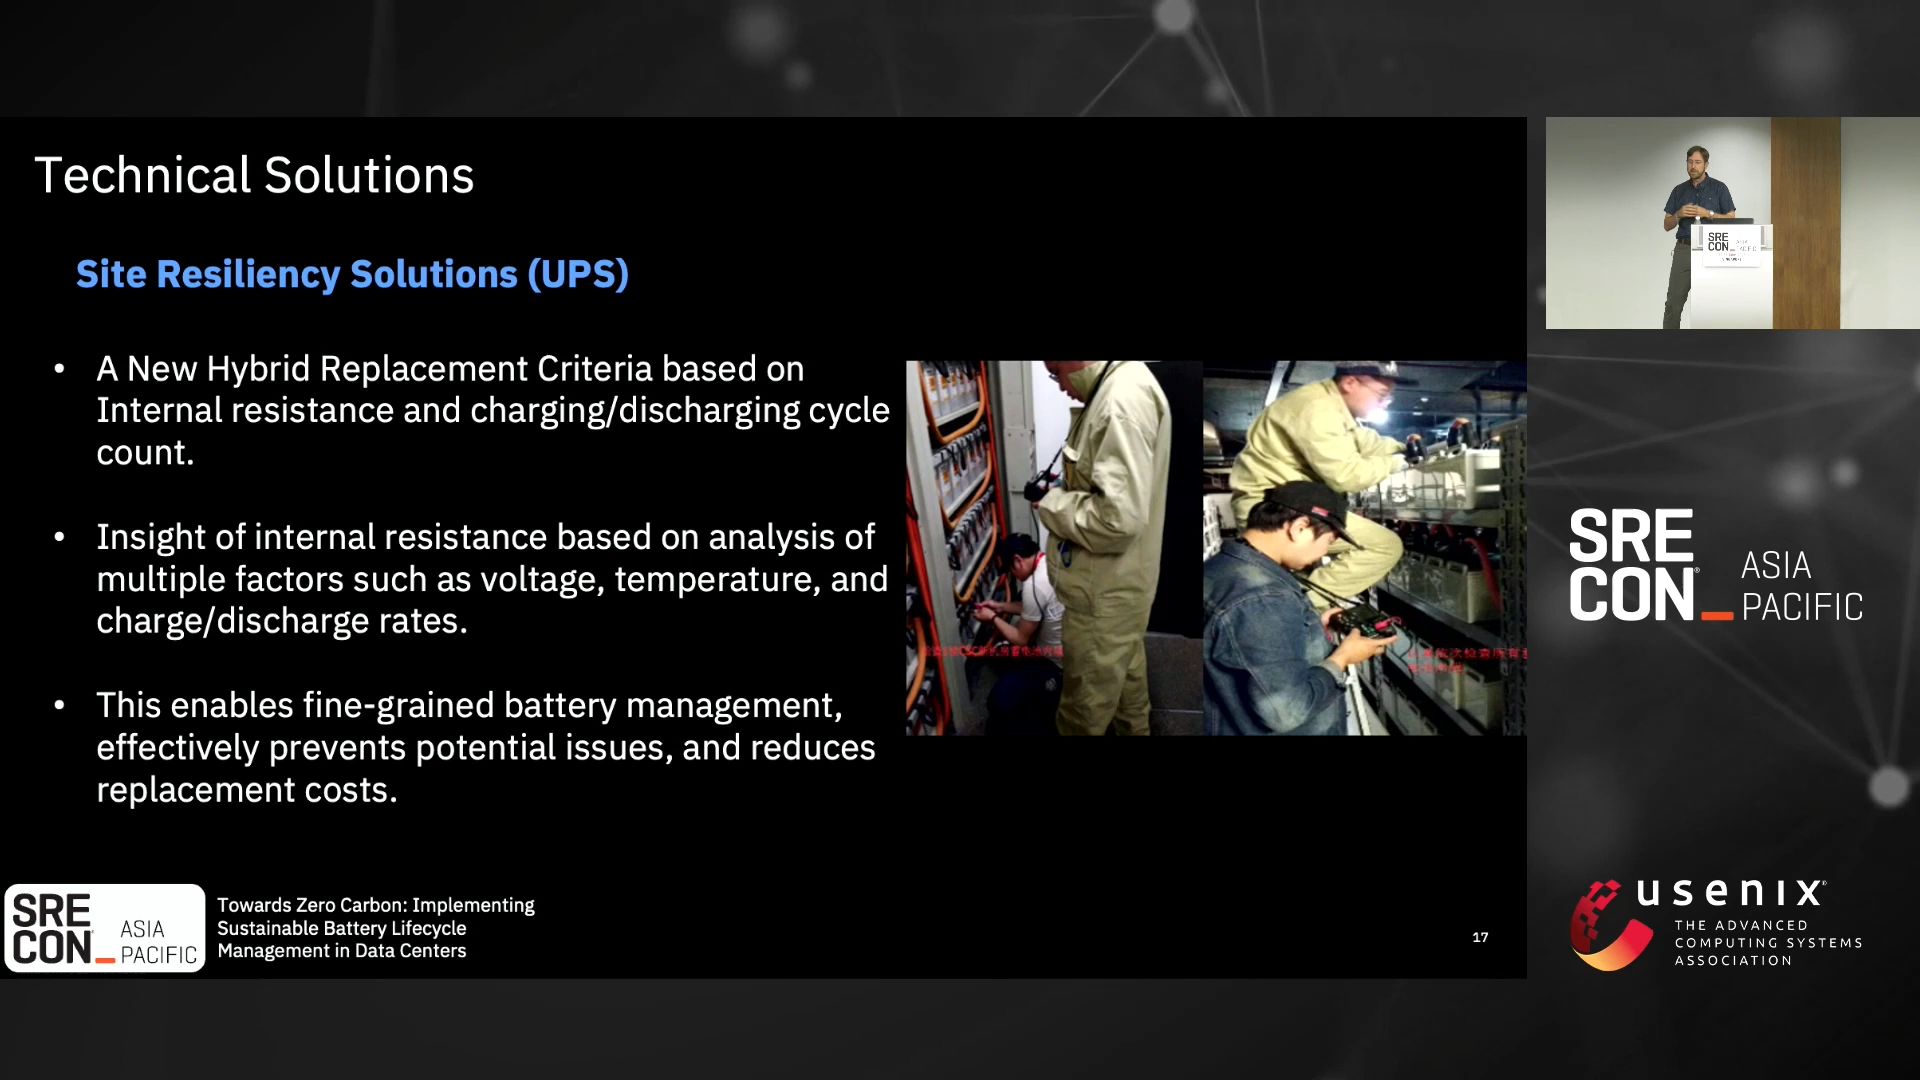 Technical Solutions
Site Resiliency Solutions (UPS)
• A New Hybrid Replacement Criteria based on
Internal resistance and charging/discharging cycle
count.
• Insight of internal resistance based on analysis of
multiple factors such as voltage, temperature, and
charge/discharge rates.
• This enables fine-grained battery management,
effectively prevents potential issues, and reduces
replacement costs.
SRE
CON_ ASIA
PACIFIC
Towards Zero Carbon: Implementing
Sustainable Battery Lifecycle
Management in Data Centers
17
SRE
CON
SRE
CON®_ ASIA
PACIFIC
usenix®
THE ADVANCED
COMPUTING SYSTEMS
ASSOCIATION